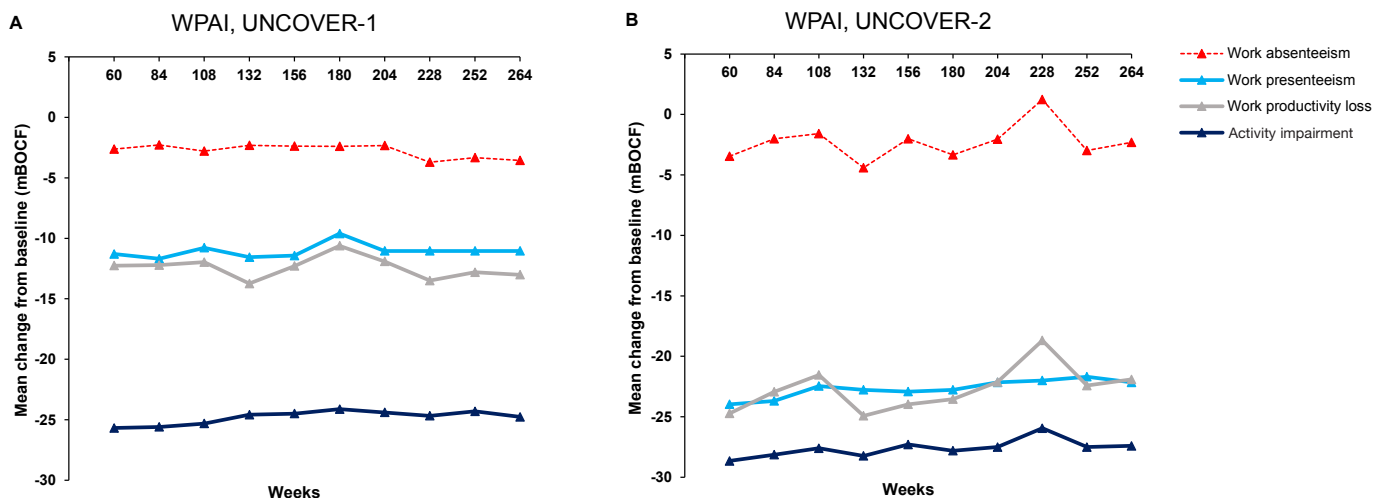 A
WPAI, UNCOVER-1
5
0
-5
-10
-15
-20
-25
-30
60 84 108 132 156 180 204 228 252 264
Mean change from baseline (mBOCF)
Weeks
B
WPAI, UNCOVER-2
5
0
-5
-10
-15
-20
-25
-30
60 84 108 132 156 180 204 228 252 264
Mean change from baseline (mBOCF)
Weeks
Work absenteeism
Work presenteeism
Work productivity loss
Activity impairment